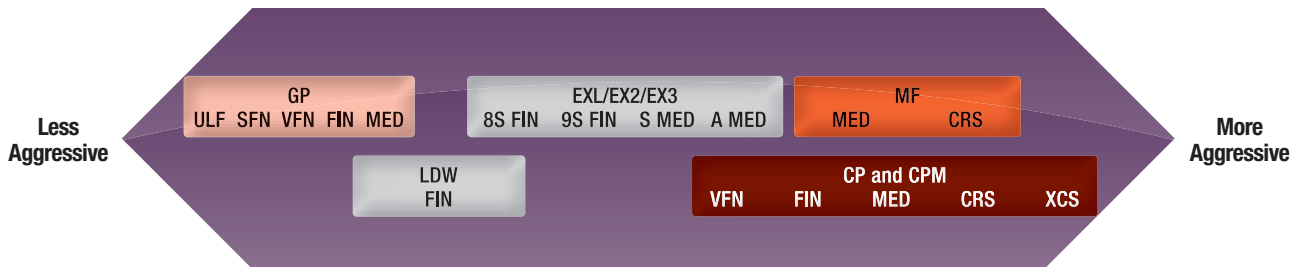 Less
Aggressive
GP
ULF SFN VFN FIN MED
EXL/EX2/EX3
8S FIN 9S FIN S MED A MED
MF
MED CRS
LDW
FIN
CP and CPM
VFN FIN MED CRS XCS
More
Aggressive